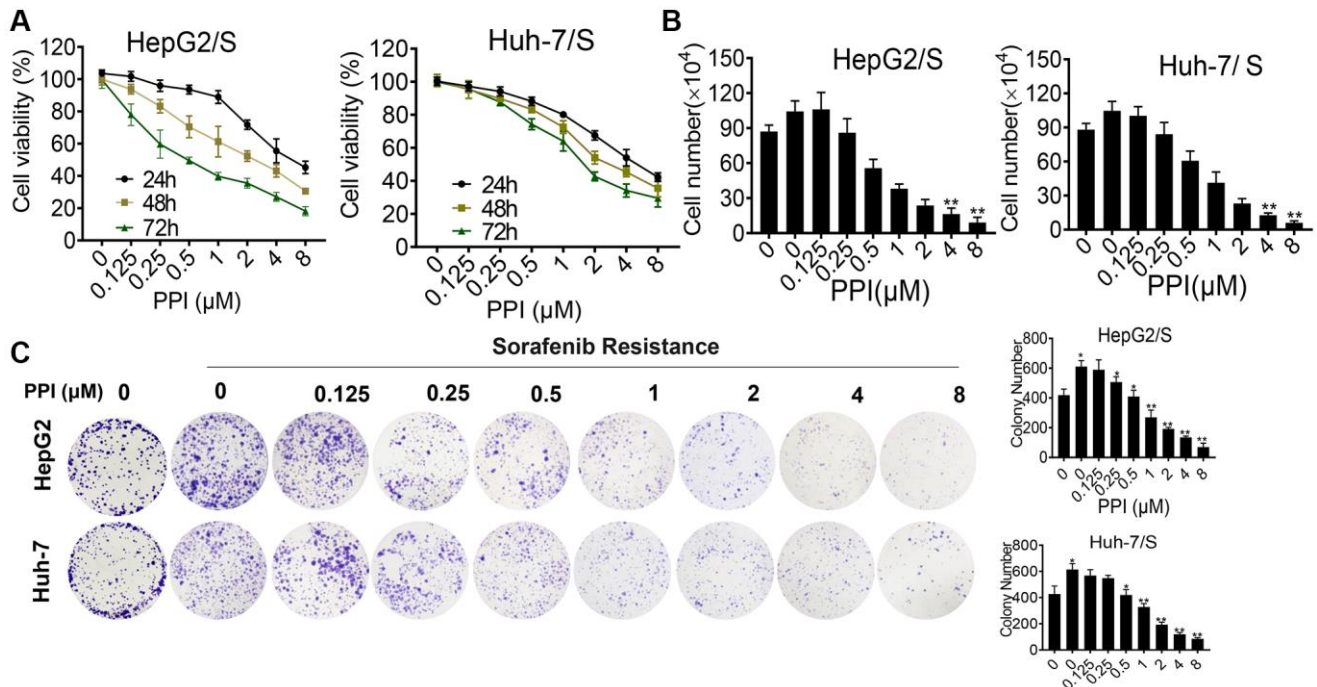 A
HepG2/S
Cell viability (%)
120
100
80
60
40
20
0
24h
48h
72h
0
0.125
0.25
0.5
1
2
4
8
PPI (μM)
Huh-7/S
Cell viability (%)
120
100
80
60
40
20
0
24h
48h
72h
0
0.125
0.25
0.5
1
2
4
8
PPI (μM)
B
HepG2/S
Cell number(×10⁴)
120
90
60
30
0
** **
0
0
0.125
0.25
0.5
1
2
4
8
PPI(μM)
Huh-7/ S
Cell number(×10⁴)
120
90
60
30
0
** **
0
0
0.125
0.25
0.5
1
2
4
8
PPI(μM)
C
Sorafenib Resistance
PPI (μM) 0 0 0.125 0.25 0.5 1 2 4 8
HepG2
Huh-7
HepG2/S
Colony Number
800
600
400
200
0
* * * ** ** ** **
0
0
0.125
0.25
0.5
1
2
4
8
PPI (μM)
Huh-7/S
Colony Number
800
600
400
200
0
* * ** ** ** **
0
0
0.125
0.25
0.5
1
2
4
8